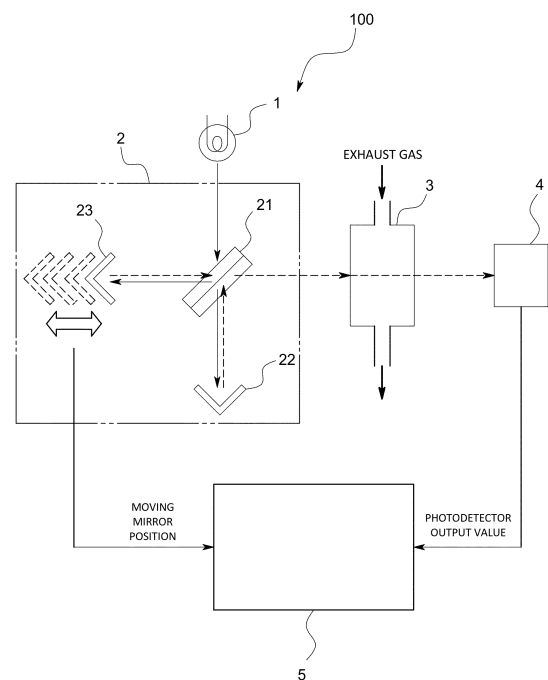 100
1
2
EXHAUST GAS
3
4
23
21
22
MOVING
MIRROR
POSITION
PHOTODETECTOR
OUTPUT VALUE
5